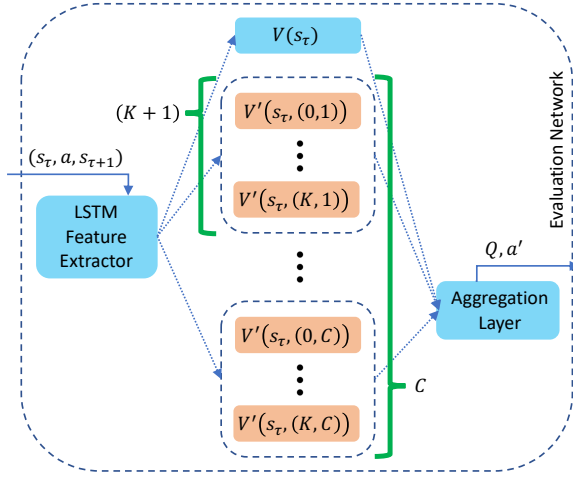 V(s_τ)
(K + 1)
V′(s_τ, (0,1))
V′(s_τ, (K, 1))
(s_τ, a, s_{τ+1})
LSTM
Feature
Extractor
Evaluation Network
Q, a′
Aggregation
Layer
V′(s_τ, (0, C))
V′(s_τ, (K, C))
C